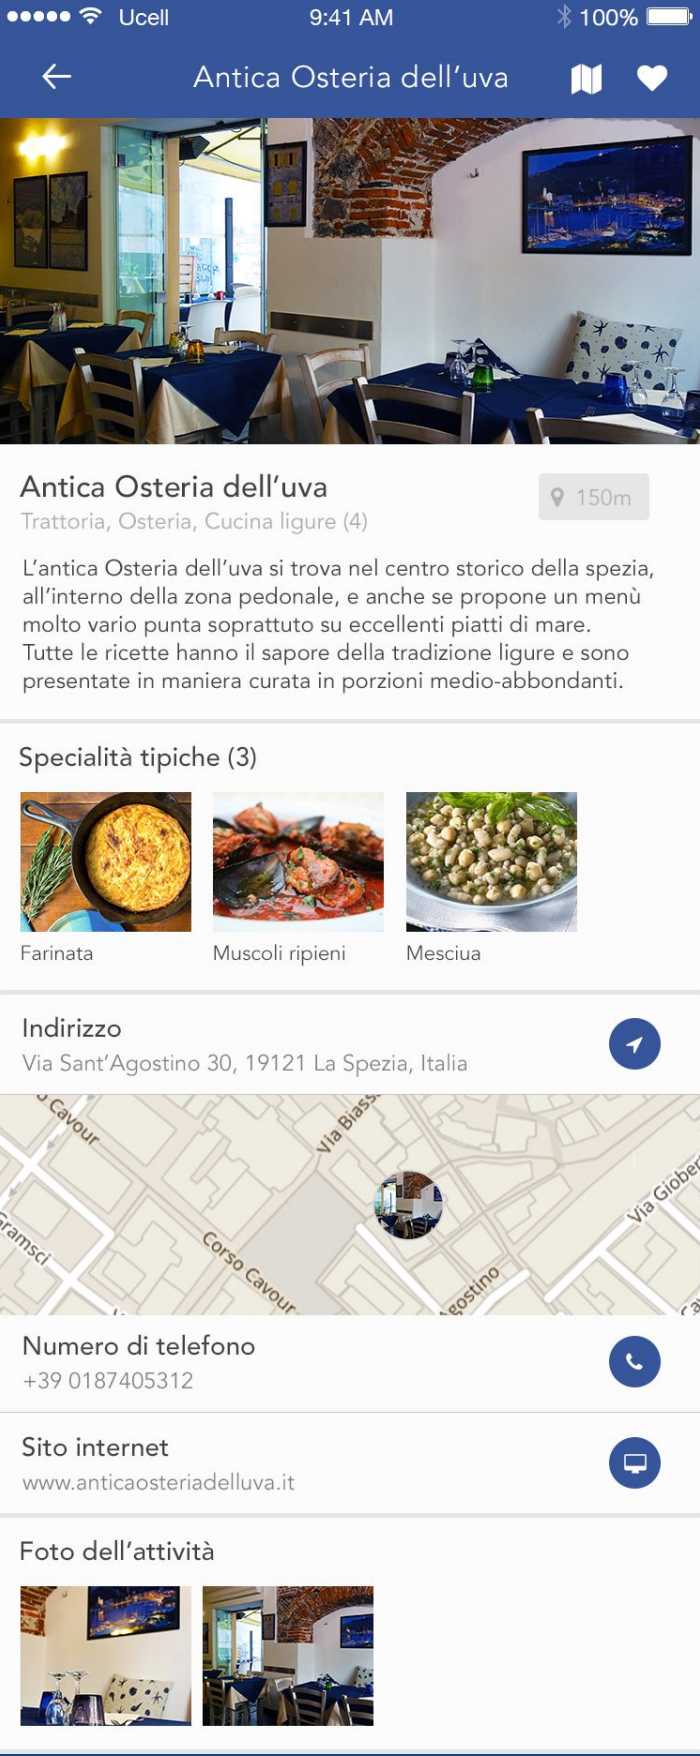 Ucell 9:41 AM 100%
Antica Osteria dell'uva
Antica Osteria dell'uva
150m
Trattoria, Osteria, Cucina ligure (4)
L'antica Osteria dell'uva si trova nel centro storico della spezia,
all'interno della zona pedonale, e anche se propone un menù
molto vario punta soprattutto su eccellenti piatti di mare.
Tutte le ricette hanno il sapore della tradizione ligure e sono
presentate in maniera curata in porzioni medio-abbondanti.
Specialità tipiche (3)
Farinata Muscoli ripieni Mesciua
Indirizzo
Via Sant'Agostino 30, 19121 La Spezia, Italia
Cavour
Via Biass
Via Giober
Gramsci
Corso Cavour
gostino
Numero di telefono
+39 0187405312
Sito internet
www.anticaosteriadelluva.it
Foto dell'attività